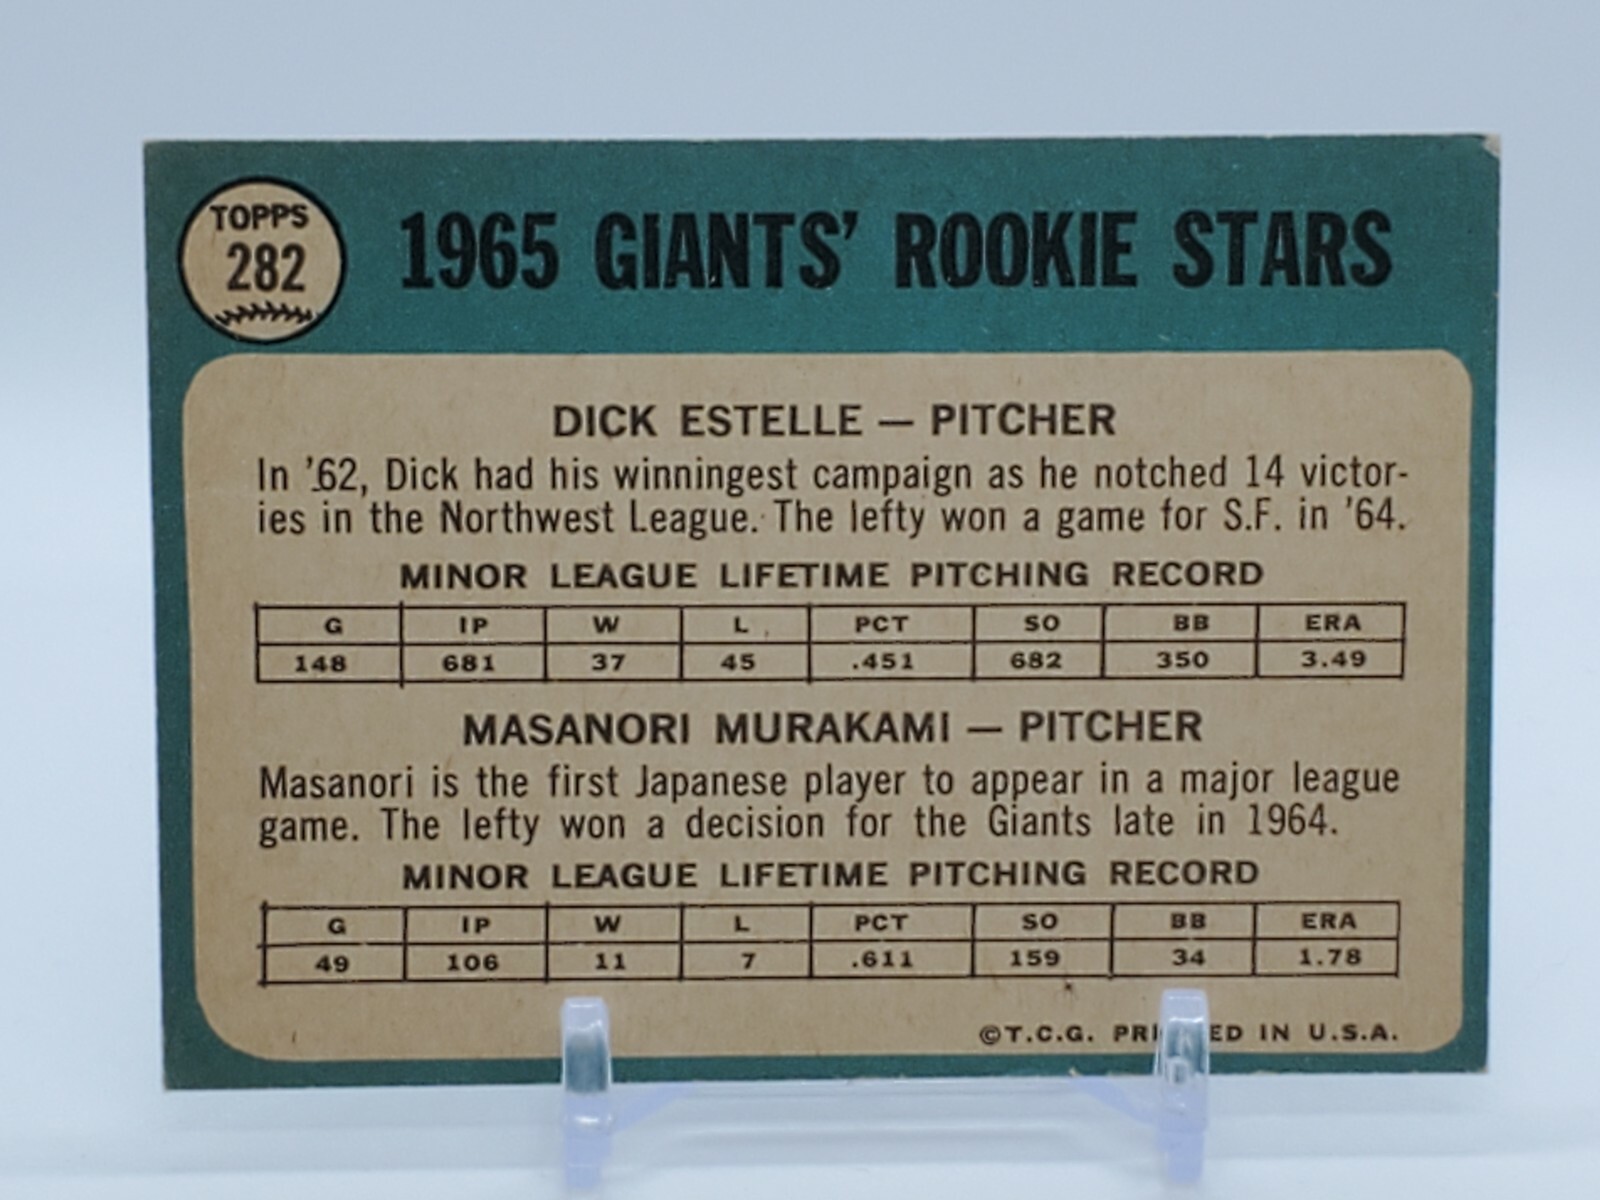 TOPPS
282
1965 GIANTS' ROOKIE STARS
DICK ESTELLE — PITCHER
In '62, Dick had his winningest campaign as he notched 14 victor-
ies in the Northwest League. The lefty won a game for S.F. in '64.
MINOR LEAGUE LIFETIME PITCHING RECORD
G IP W L PCT SO BB ERA
148 681 37 45 .451 682 350 3.49
MASANORI MURAKAMI — PITCHER
Masanori is the first Japanese player to appear in a major league
game. The lefty won a decision for the Giants late in 1964.
MINOR LEAGUE LIFETIME PITCHING RECORD
G IP W L PCT SO BB ERA
49 106 11 7 .611 159 34 1.78
©T.C.G. PRINTED IN U.S.A.